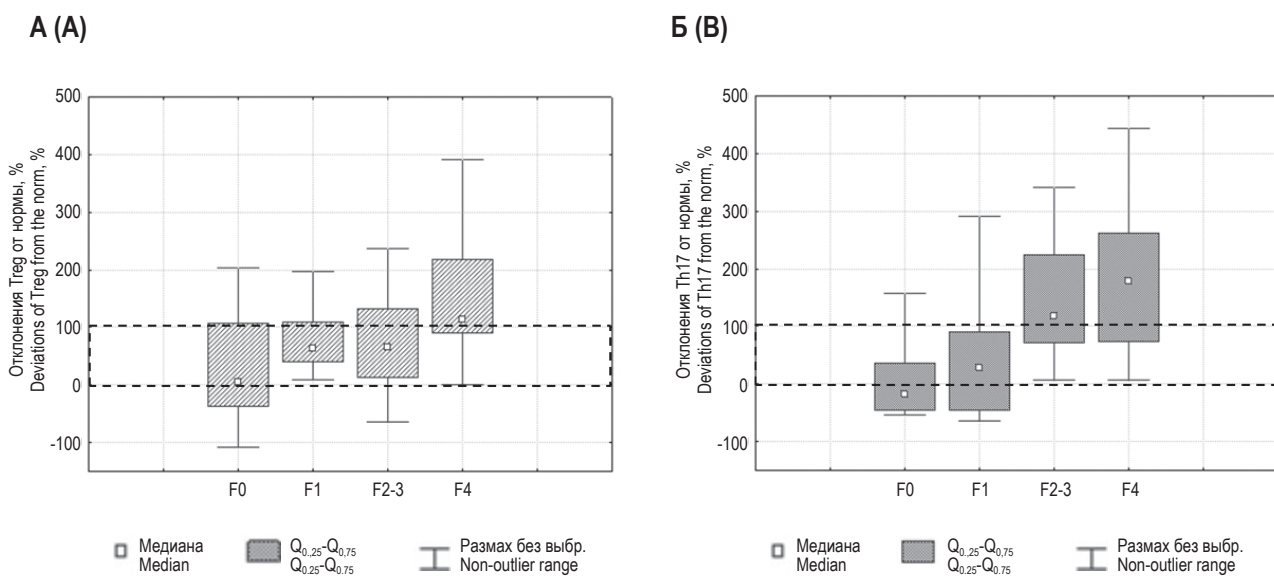 А (A)
Отклонения Treg от нормы, %
Deviations of Treg from the norm, %
500
400
300
200
100
0
-100
F0
F1
F2-3
F4
Медиана
Median
Q0.,25-Q0,75
Q0.25-Q0.75
Размах без выбр.
Non-outlier range
Б (B)
Отклонения Th17 от нормы, %
Deviations of Th17 from the norm, %
500
400
300
200
100
0
-100
F0
F1
F2-3
F4
Медиана
Median
Q0,25-Q0,75
Q0.25-Q0.75
Размах без выбр.
Non-outlier range